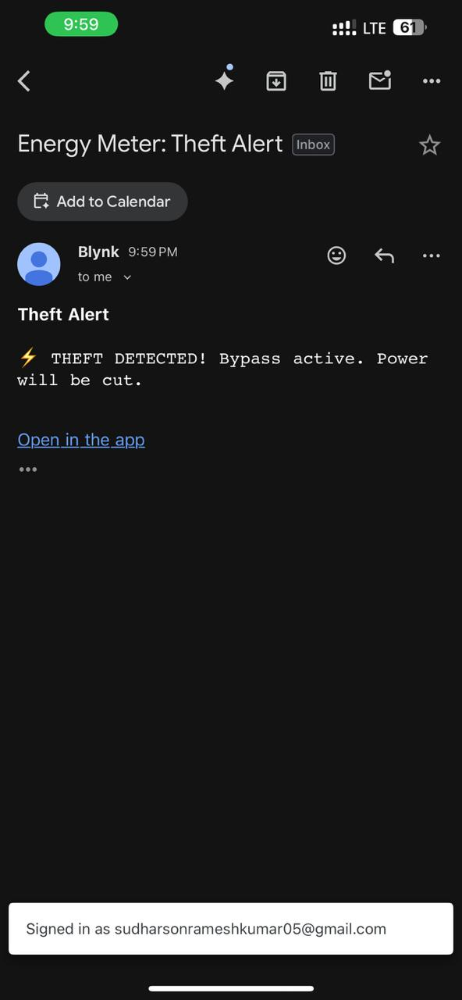 9:59
LTE 61
Energy Meter: Theft Alert Inbox
Add to Calendar
Blynk 9:59 PM
to me
Theft Alert
⚡ THEFT DETECTED! Bypass active. Power
will be cut.
Open in the app
Signed in as sudharsonrameshkumar05@gmail.com